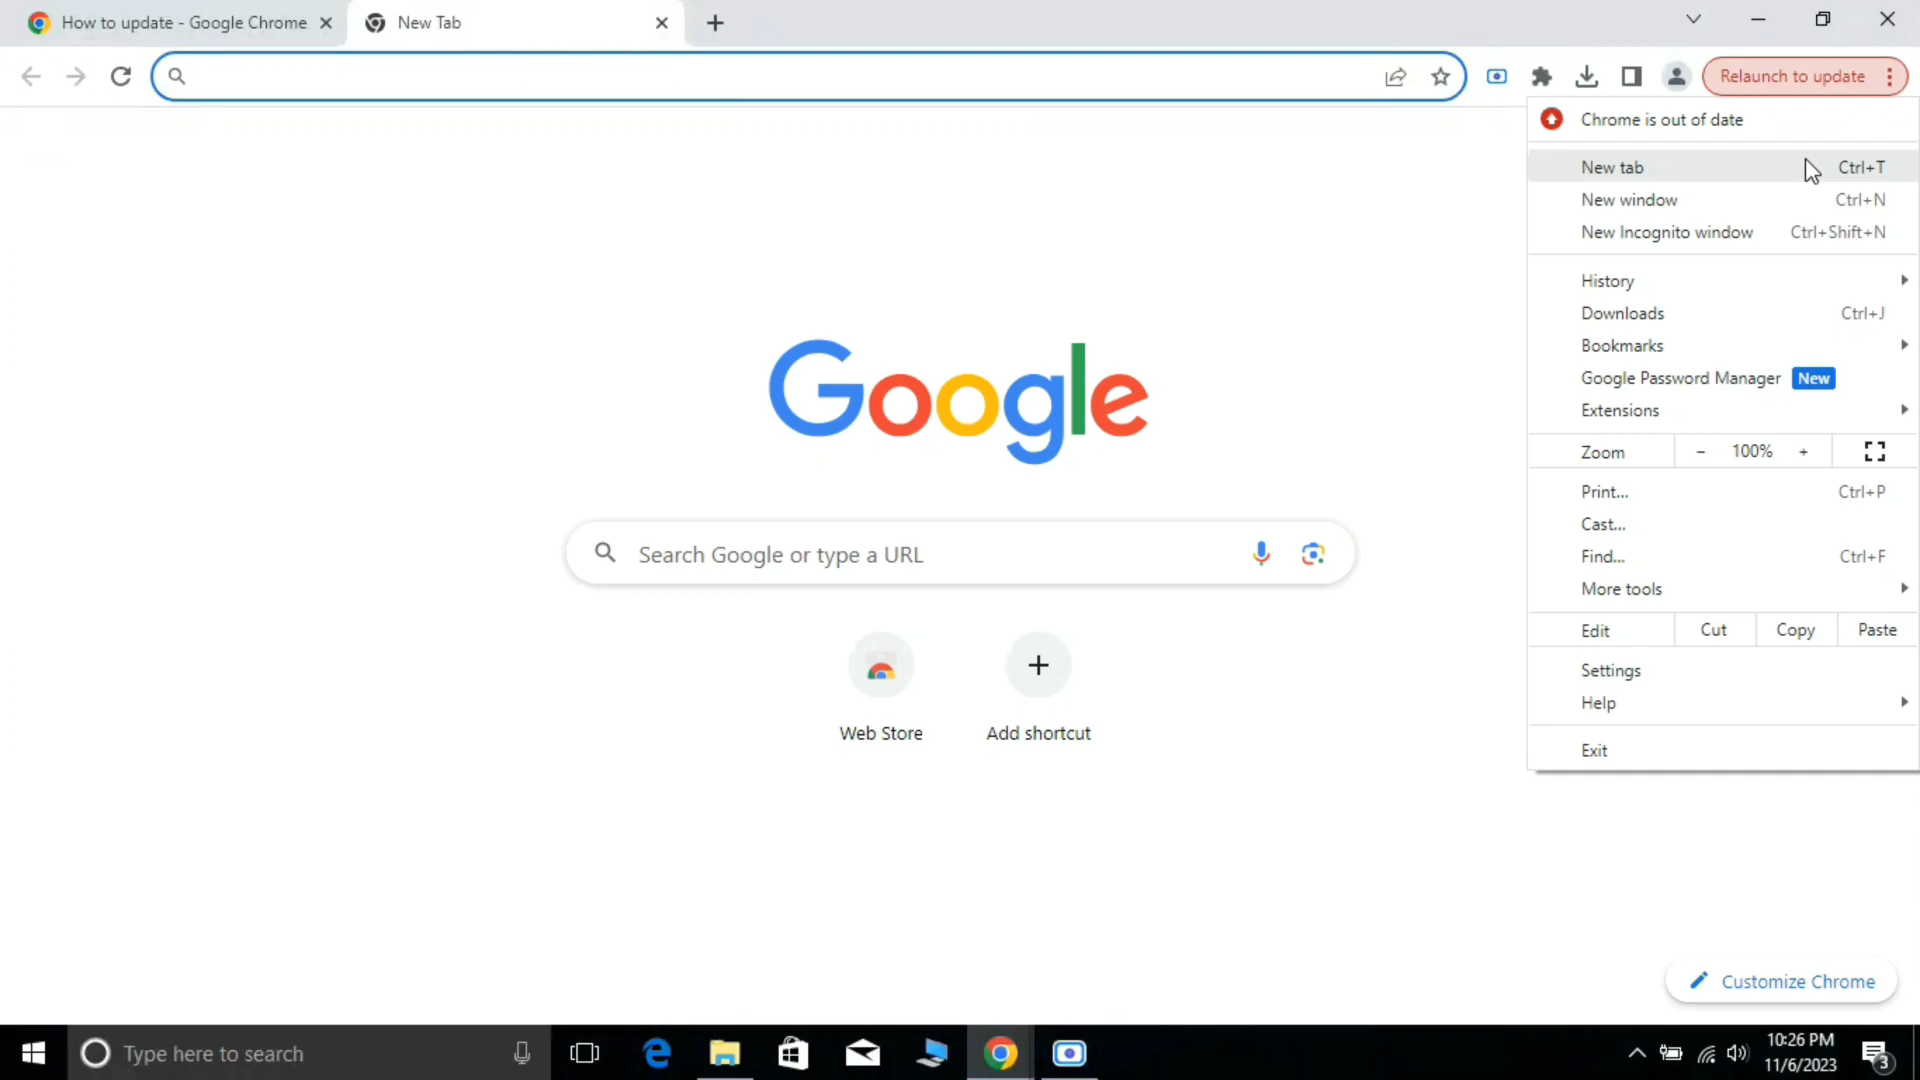 How to update - Google Chrome
New Tab
Relaunch to update
Chrome is out of date
New tab Ctrl+T
New window Ctrl+N
New Incognito window Ctrl+Shift+N
History
Downloads Ctrl+J
Bookmarks
Google Password Manager New
Extensions
Zoom - 100% +
Print... Ctrl+P
Cast...
Find... Ctrl+F
More tools
Edit Cut Copy Paste
Settings
Help
Exit
Google
Search Google or type a URL
Web Store
Add shortcut
Customize Chrome
Type here to search
10:26 PM
11/6/2023
3